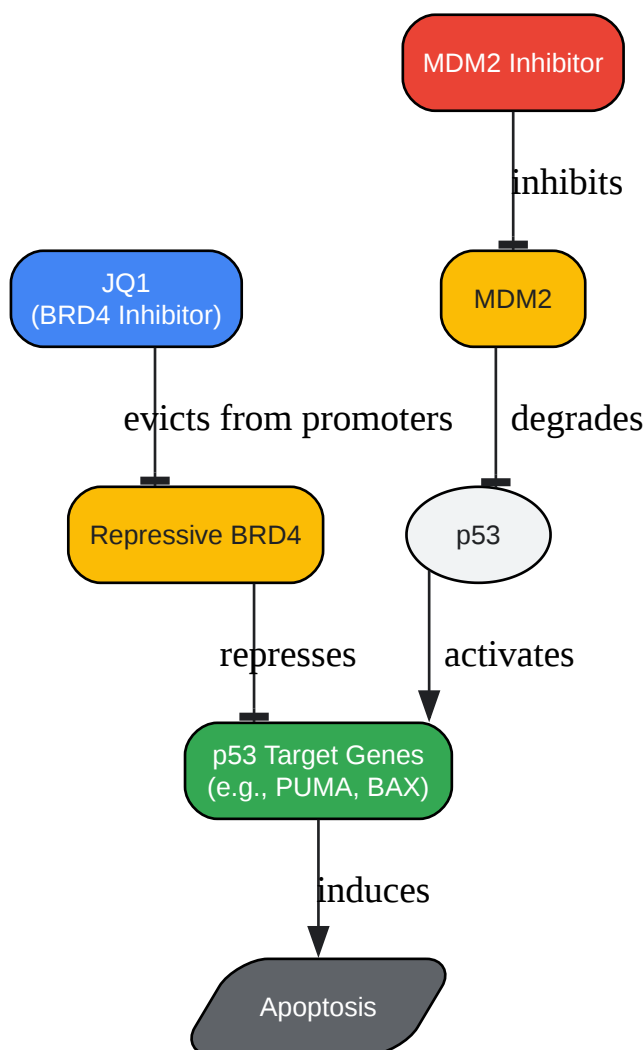 MDM2 Inhibitor
inhibits
JQ1
(BRD4 Inhibitor)
MDM2
evicts from promoters
degrades
Repressive BRD4
p53
represses
activates
p53 Target Genes
(e.g., PUMA, BAX)
induces
Apoptosis